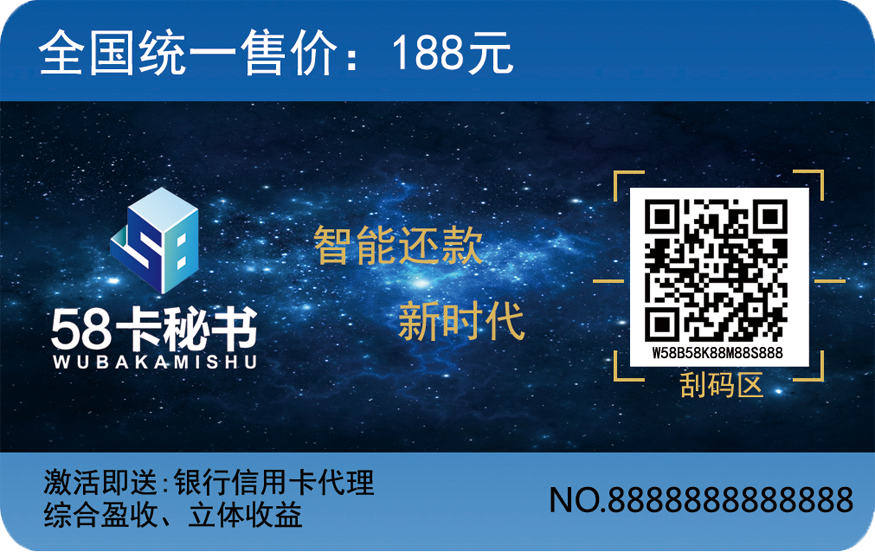 全国统一售价：188元
58卡秘书
WUBAKAMISHU
智能还款
新时代
W58B58K88M88S888
刮码区
激活即送:银行信用卡代理
综合盈收、立体收益
NO.8888888888888